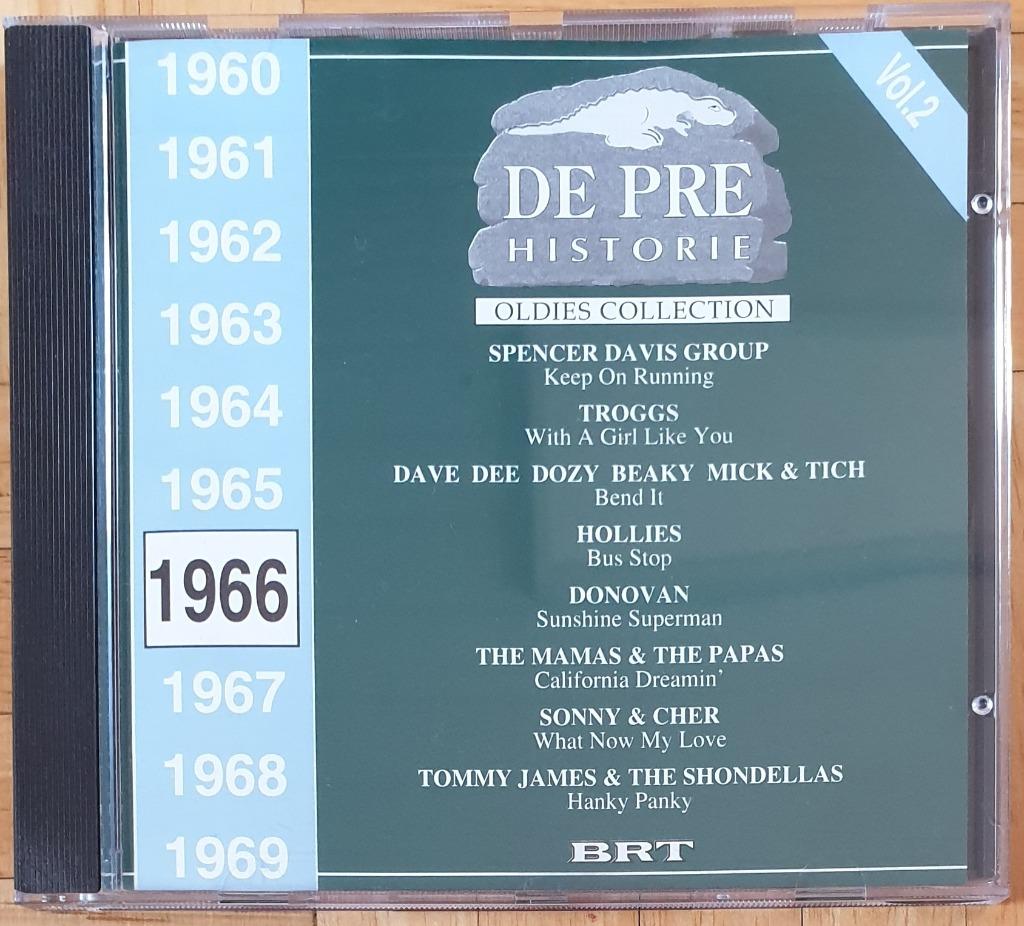 1960
1961
1962
1963
1964
1965
1966
1967
1968
1969
Vol.2
DE PRE
HISTORIE
OLDIES COLLECTION
SPENCER DAVIS GROUP
Keep On Running
TROGGS
With A Girl Like You
DAVE DEE DOZY BEAKY MICK & TICH
Bend It
HOLLIES
Bus Stop
DONOVAN
Sunshine Superman
THE MAMAS & THE PAPAS
California Dreamin'
SONNY & CHER
What Now My Love
TOMMY JAMES & THE SHONDELLAS
Hanky Panky
BRT